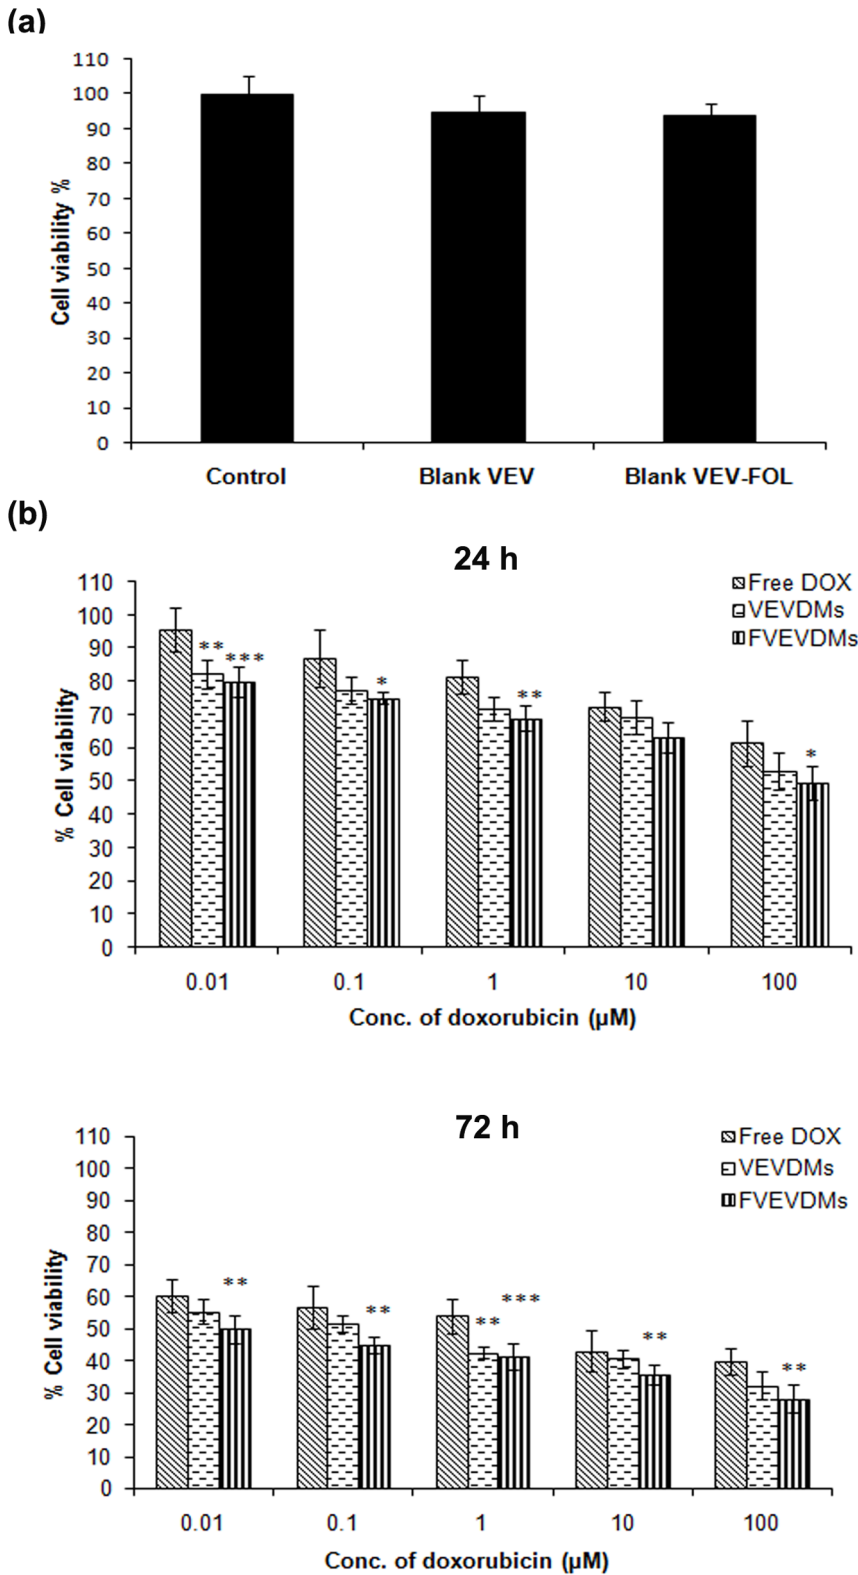 (a)
110
100
90
80
70
60
50
40
30
20
10
0
Cell viability %
Control Blank VEV Blank VEV-FOL
(b)
24 h
Free DOX
VEVDMs
FVEVDMs
110
100
90
80
70
60
50
40
30
20
10
0
% Cell viability
** *** * ** *
0.01 0.1 1 10 100
Conc. of doxorubicin (µM)
72 h
Free DOX
VEVDMs
FVEVDMs
110
100
90
80
70
60
50
40
30
20
10
0
% Cell viability
** ** ** *** ** **
0.01 0.1 1 10 100
Conc. of doxorubicin (µM)